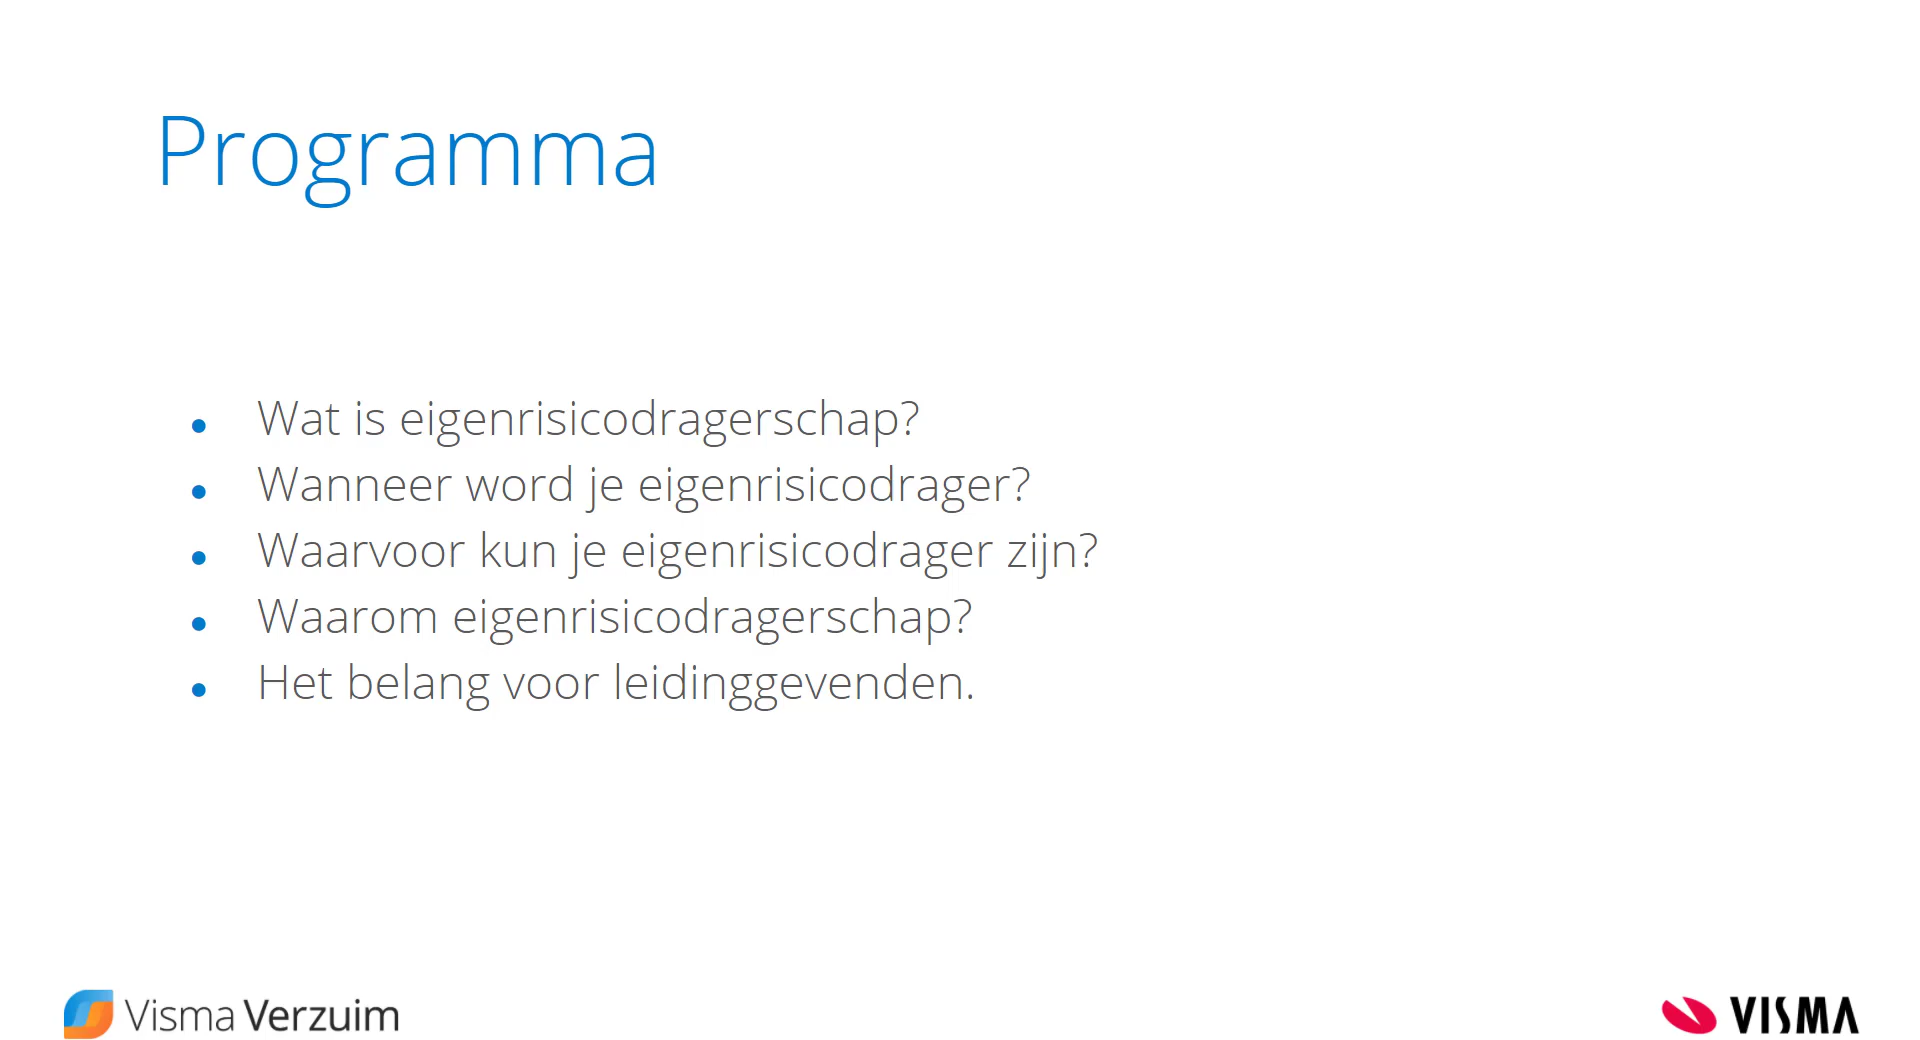 Programma
• Wat is eigenrisicodragerschap?
• Wanneer word je eigenrisicodrager?
• Waarvoor kun je eigenrisicodrager zijn?
• Waarom eigenrisicodragerschap?
• Het belang voor leidinggevenden.
Visma Verzuim
VISMA